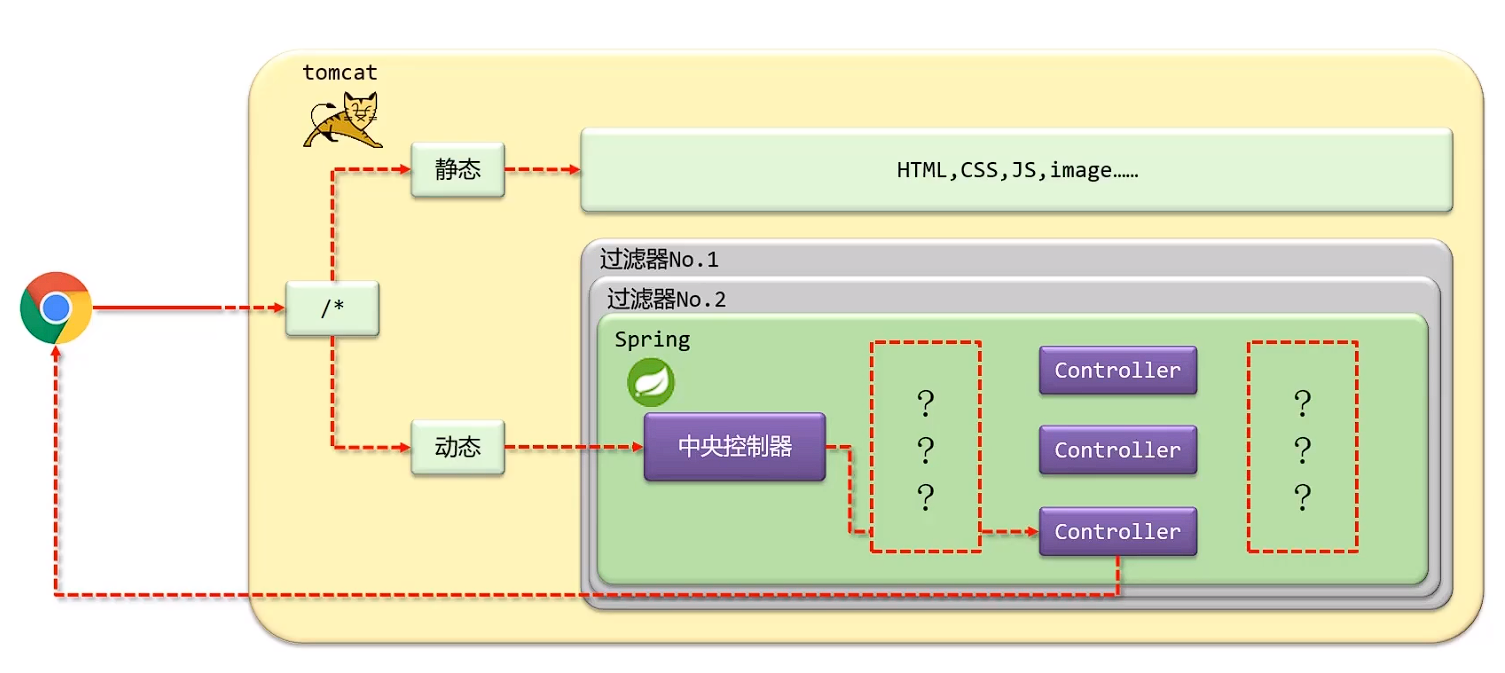 tomcat
静态
HTML,CSS,JS,image……
/*
动态
过滤器No.1
过滤器No.2
Spring
中央控制器
?
?
?
Controller
Controller
Controller
?
?
?